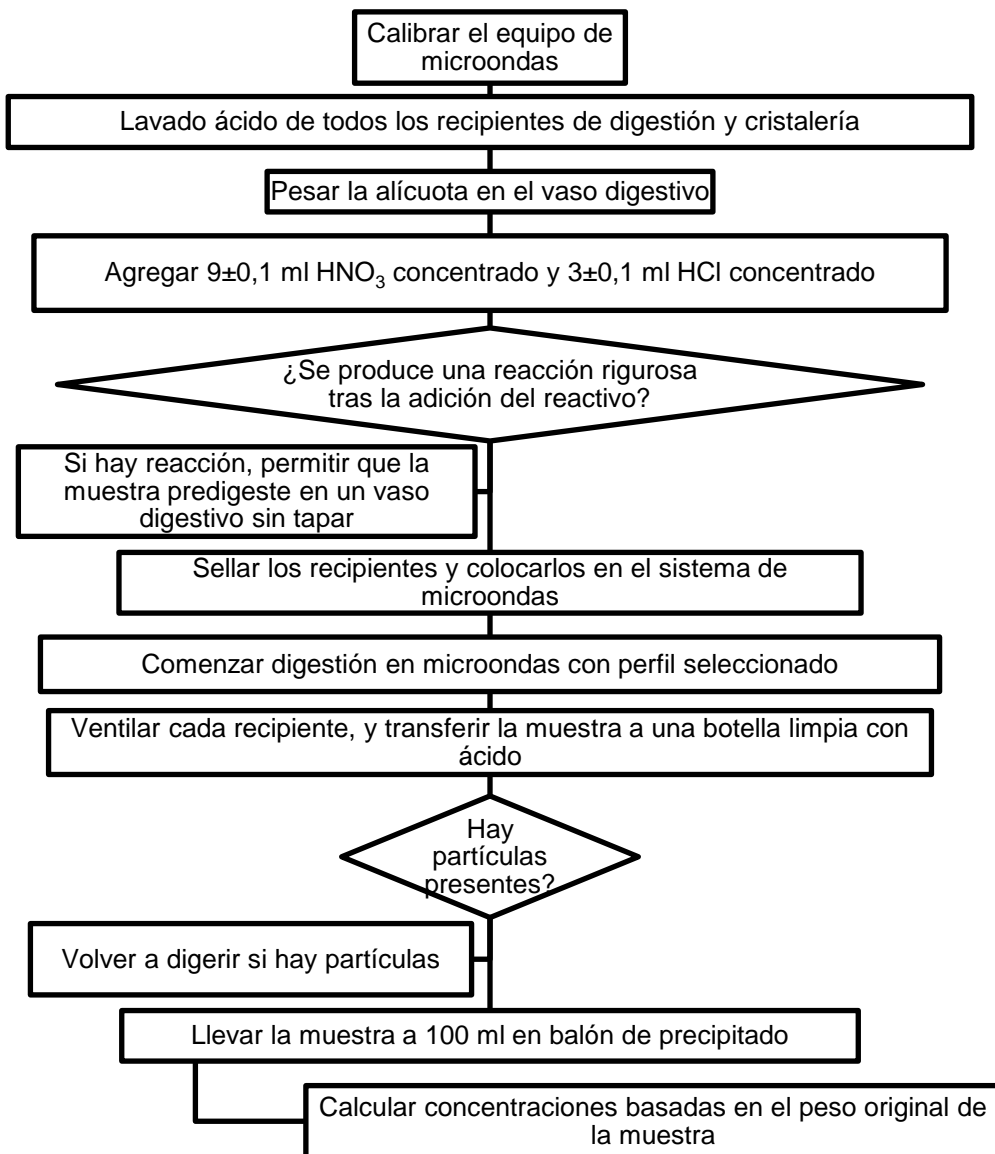 Calibrar el equipo de
microondas
Lavado ácido de todos los recipientes de digestión y cristalería
Pesar la alícuota en el vaso digestivo
Agregar 9±0,1 ml HNO₃ concentrado y 3±0,1 ml HCl concentrado
¿Se produce una reacción rigurosa
tras la adición del reactivo?
Si hay reacción, permitir que la
muestra predigeste en un vaso
digestivo sin tapar
Sellar los recipientes y colocarlos en el sistema de
microondas
Comenzar digestión en microondas con perfil seleccionado
Ventilar cada recipiente, y transferir la muestra a una botella limpia con
ácido
Hay
partículas
presentes?
Volver a digerir si hay partículas
Llevar la muestra a 100 ml en balón de precipitado
Calcular concentraciones basadas en el peso original de
la muestra